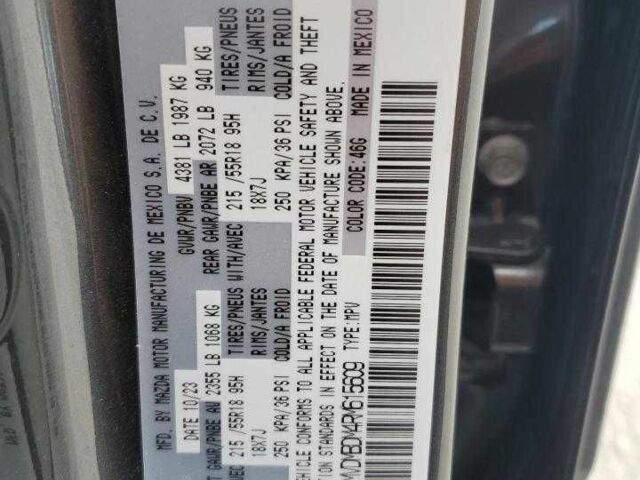 MFD. BY MAZDA MOTOR MANUFACTURING DE MEXICO S.A. DE C.V.
DATE 10/23 GVWR/PNBV 4381 LB 1987 KG
GAWR/PNBE AV 2355 LB 1068 KG REAR GAWR/PNBE AR 2072 LB 940 KG
215/55R18 95H TIRES/PNEUS WITH/AVEC 215/55R18 95H TIRES/PNEUS
18X7J RIMS/JANTES 18X7J RIMS/JANTES
250 KPA/36 PSI COLD/A FROID 250 KPA/36 PSI COLD/A FROID
VEHICLE CONFORMS TO ALL APPLICABLE FEDERAL MOTOR VEHICLE SAFETY AND THEFT
STANDARDS IN EFFECT ON THE DATE OF MANUFACTURE SHOWN ABOVE.
COLOR CODE:46G MADE IN MEXICO
RM615609 TYPE:MPV